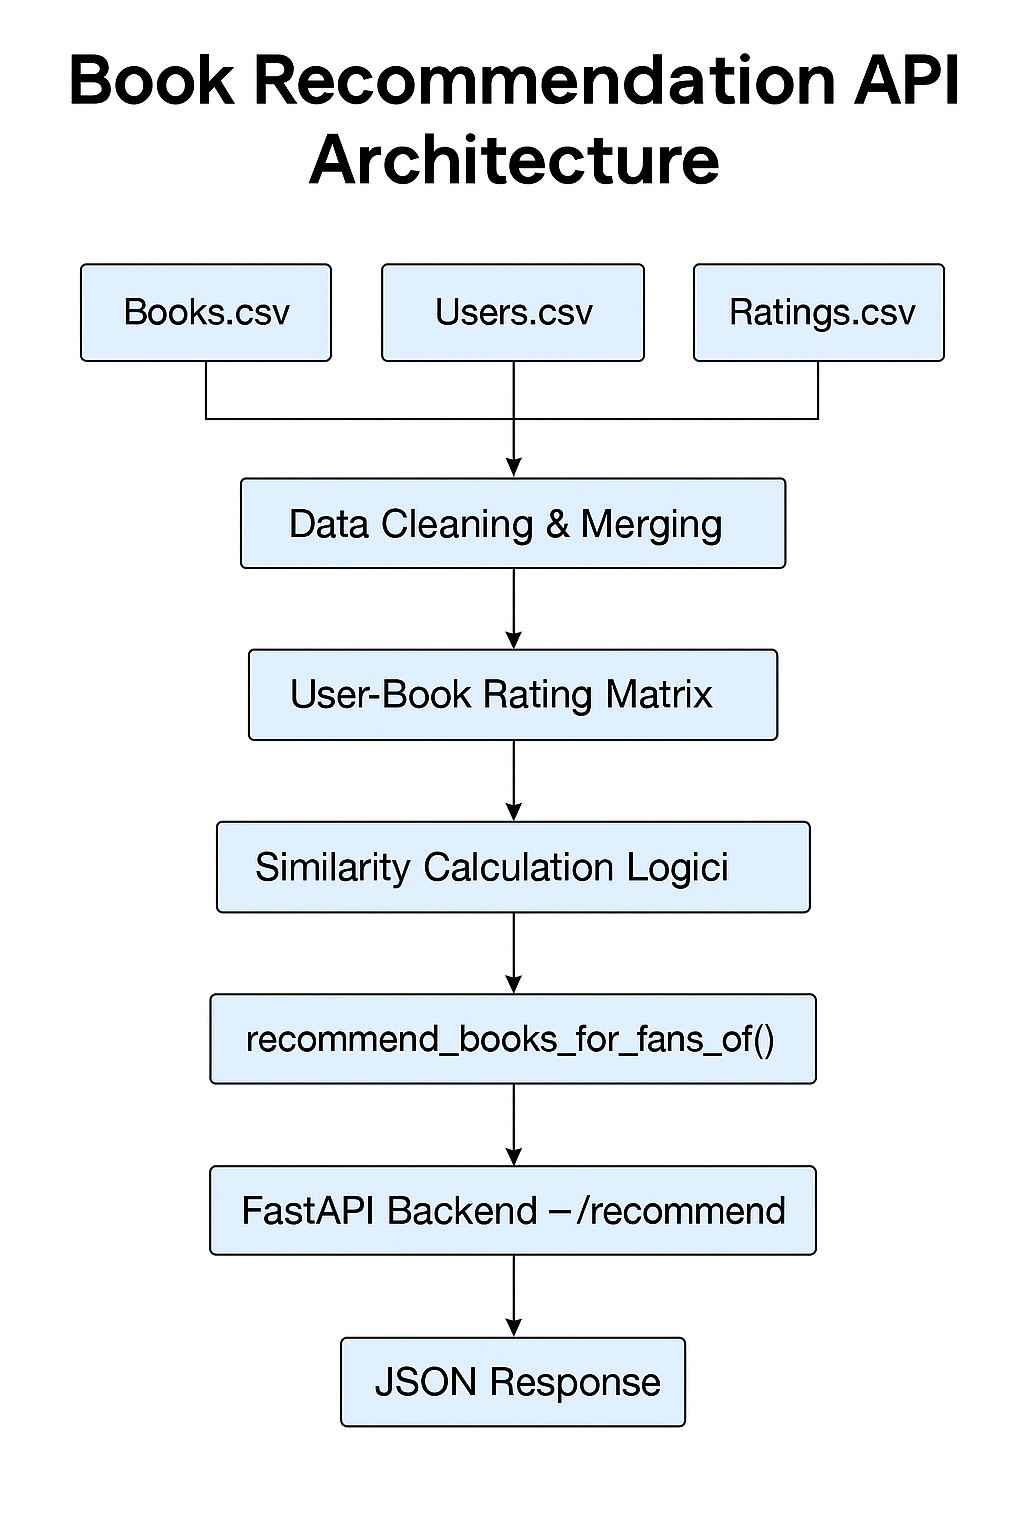 Book Recommendation API
Architecture
Books.csv
Users.csv
Ratings.csv
Data Cleaning & Merging
User-Book Rating Matrix
Similarity Calculation Logici
recommend_books_for_fans_of()
FastAPI Backend – /recommend
JSON Response